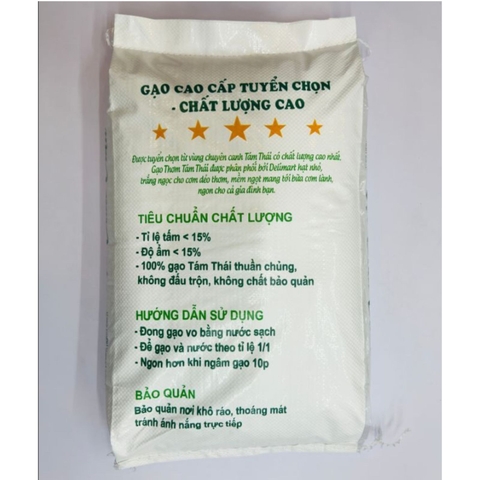 GẠO CAO CẤP TUYỂN CHỌN
- CHẤT LƯỢNG CAO
Được tuyển chọn từ vùng chuyên canh Tám Thái có chất lượng cao nhất.
Gạo Thơm Tám Thái được phân phối bởi Delimart hạt nhỏ,
trắng ngọc cho cơm dẻo thơm, mềm ngọt mang tới bữa cơm lành,
ngon cho cả gia đình bạn.
TIÊU CHUẨN CHẤT LƯỢNG
- Tỉ lệ tấm < 15%
- Độ ẩm < 15%
- 100% gạo Tám Thái thuần chủng,
không đấu trộn, không chất bảo quản
HƯỚNG DẪN SỬ DỤNG
- Đong gạo vo bằng nước sạch
- Để gạo và nước theo tỉ lệ 1/1
- Ngon hơn khi ngâm gạo 10p
BẢO QUẢN
Bảo quản nơi khô ráo, thoáng mát
tránh ánh nắng trực tiếp